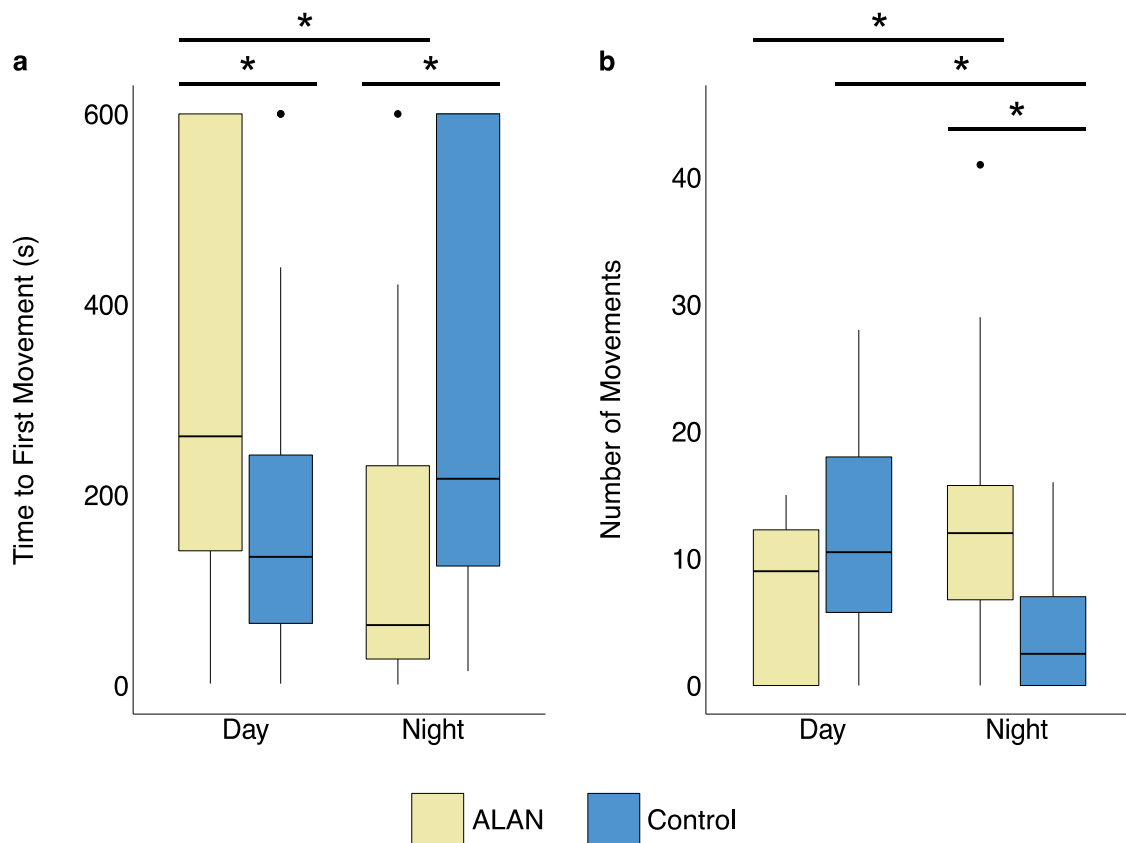 *
*
*
a
Time to First Movement (s)
600
400
200
0
Day
Night
*
*
*
b
Number of Movements
40
30
20
10
0
Day
Night
ALAN
Control